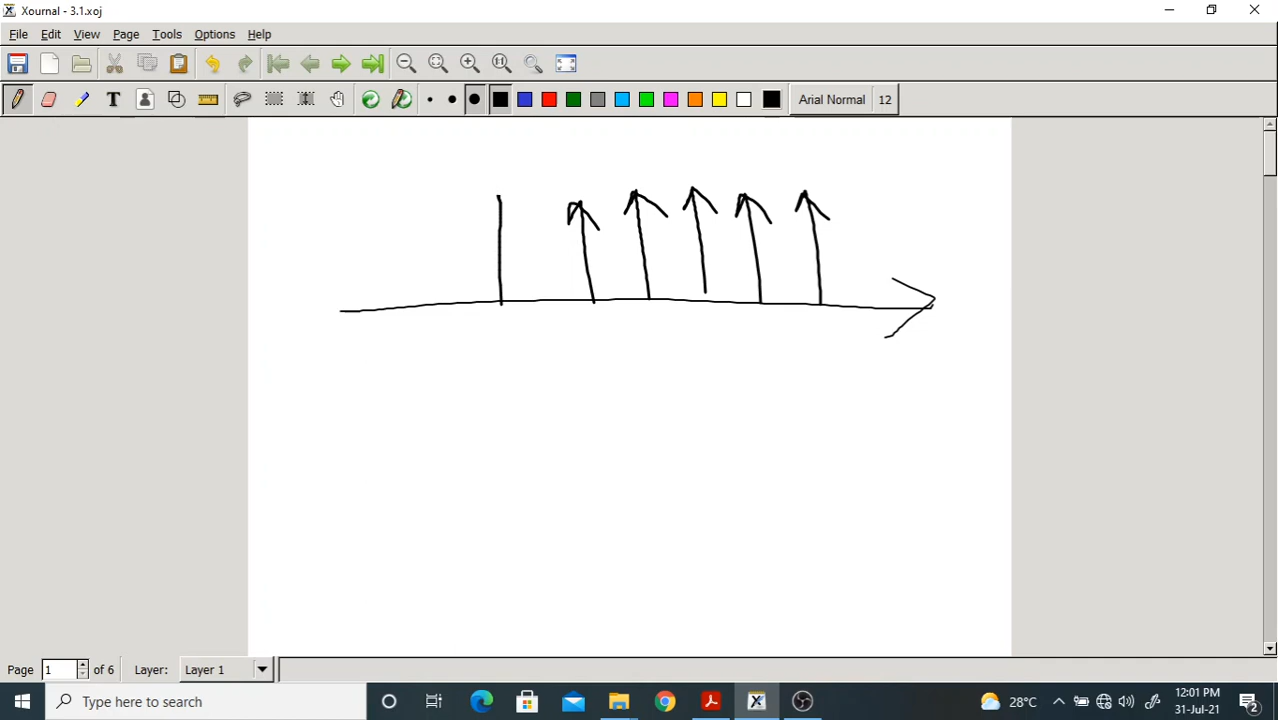 Xournal - 3.1.xoj
File Edit View Page Tools Options Help
T Arial Normal 12
Page 1 of 6 Layer: Layer 1
Type here to search 28°C 12:01 PM
31-Jul-21 2